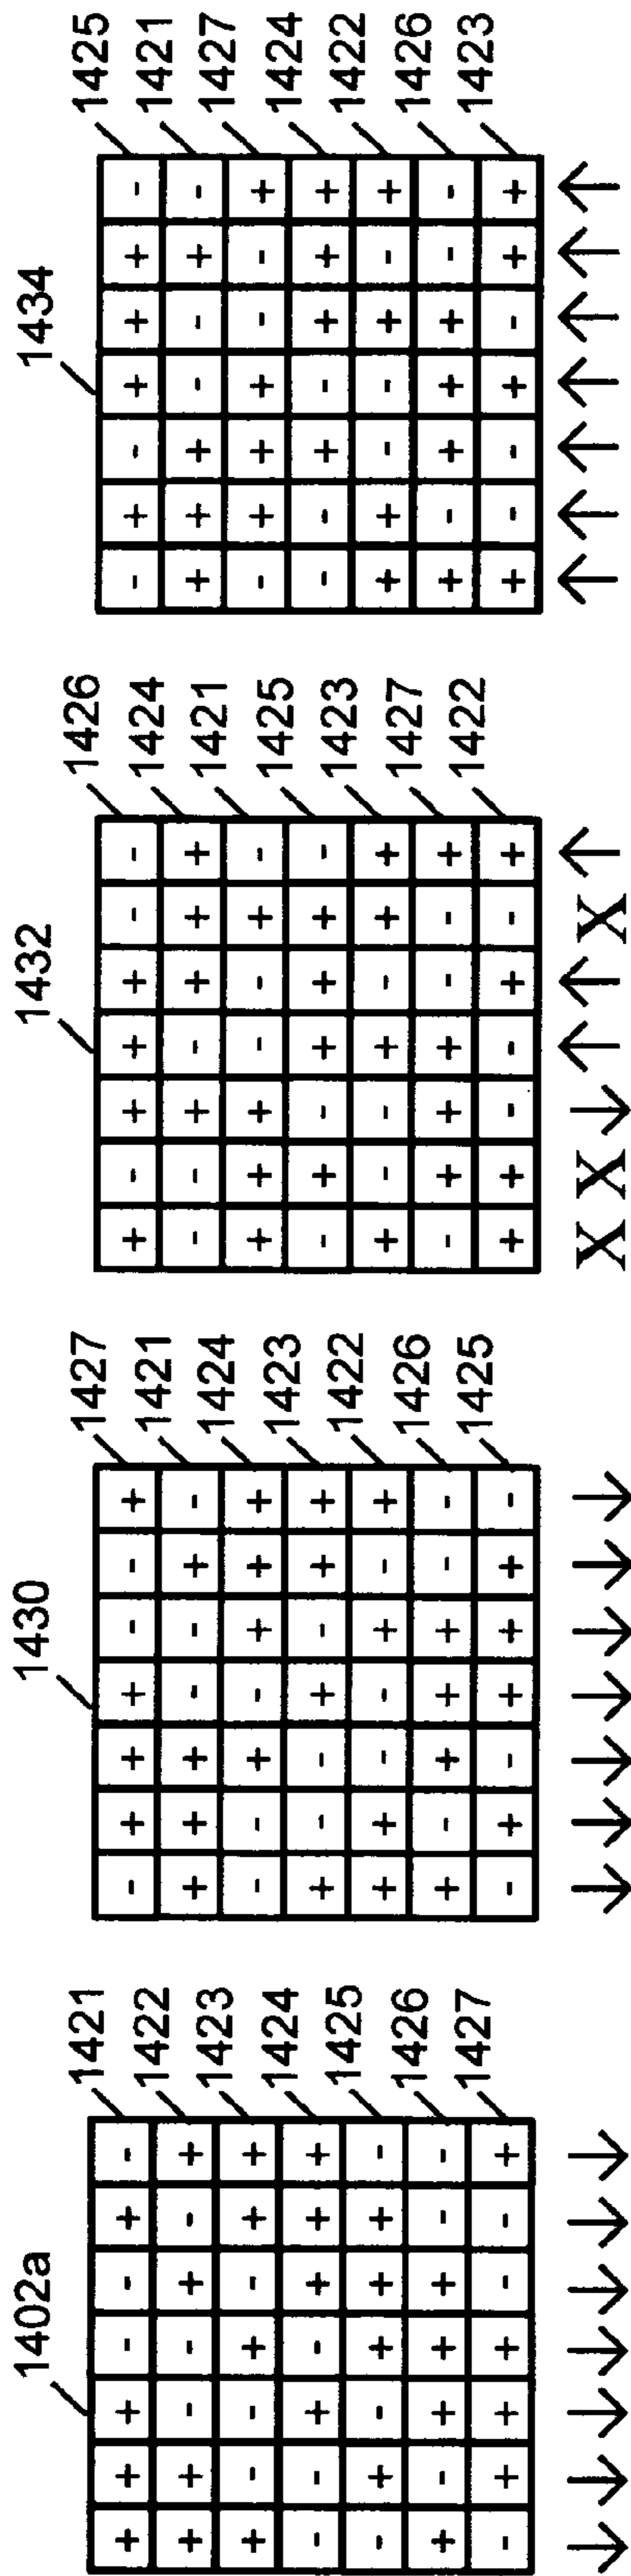 1402a
+ + + - - + - 1421
+ + - - + - + 1422
+ - - + - + + 1423
- - + - + + + 1424
- + - + + + - 1425
+ - + + + - - 1426
- + + + - - + 1427
↓ ↓ ↓ ↓ ↓ ↓ ↓
1430
- + + + - - + 1427
+ + + - - + - 1421
- - + - + + + 1424
+ - - + - + + 1423
+ + - - + - + 1422
+ - + + + - - 1426
- + - + + + - 1425
↓ ↓ ↓ ↓ ↓ ↓ ↓
1432
+ - + + + - - 1426
- - + - + + + 1424
+ + + - - + - 1421
- + - + + + - 1425
+ - - + - + + 1423
- + + + - - + 1427
+ + - - + - + 1422
X X ↓ ↑ ↑ X ↑
1434
- + - + + + - 1425
+ + + - - + - 1421
- + + + - - + 1427
- - + - + + + 1424
+ + - - + - + 1422
+ - + + + - - 1426
+ - - + - + + 1423
↑ ↑ ↑ ↑ ↑ ↑ ↑